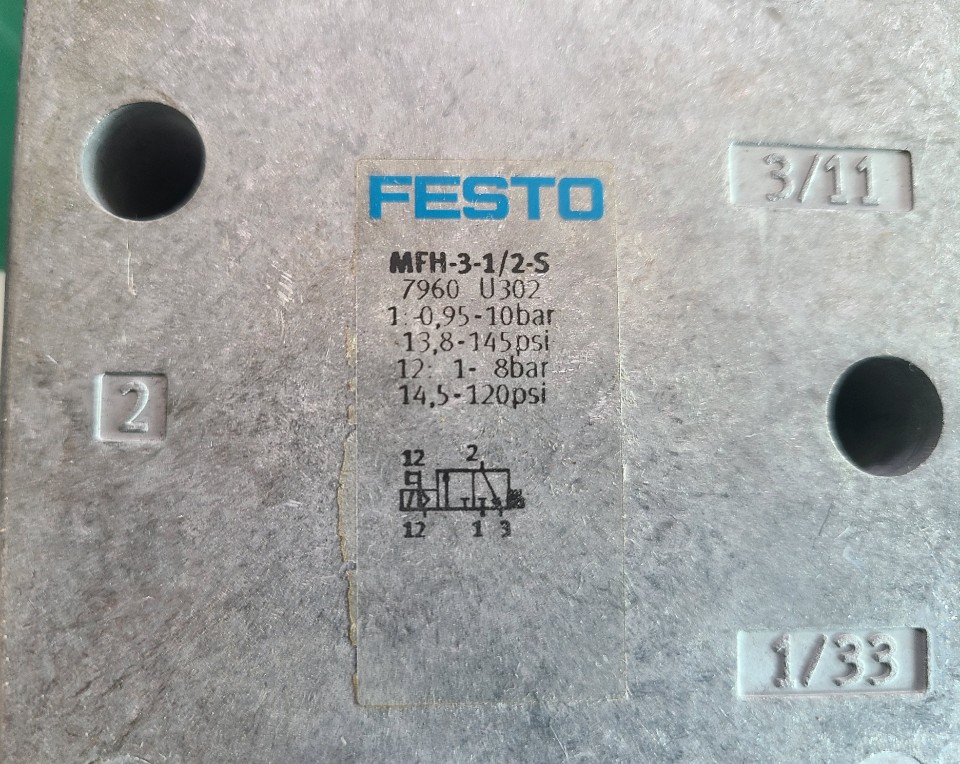 FESTO
3/11
MFH-3-1/2-S
7960 U302
1: -0,95-10bar
-13,8-145psi
12: 1- 8bar
14,5-120psi
2
12 2
12 1 3
1/33